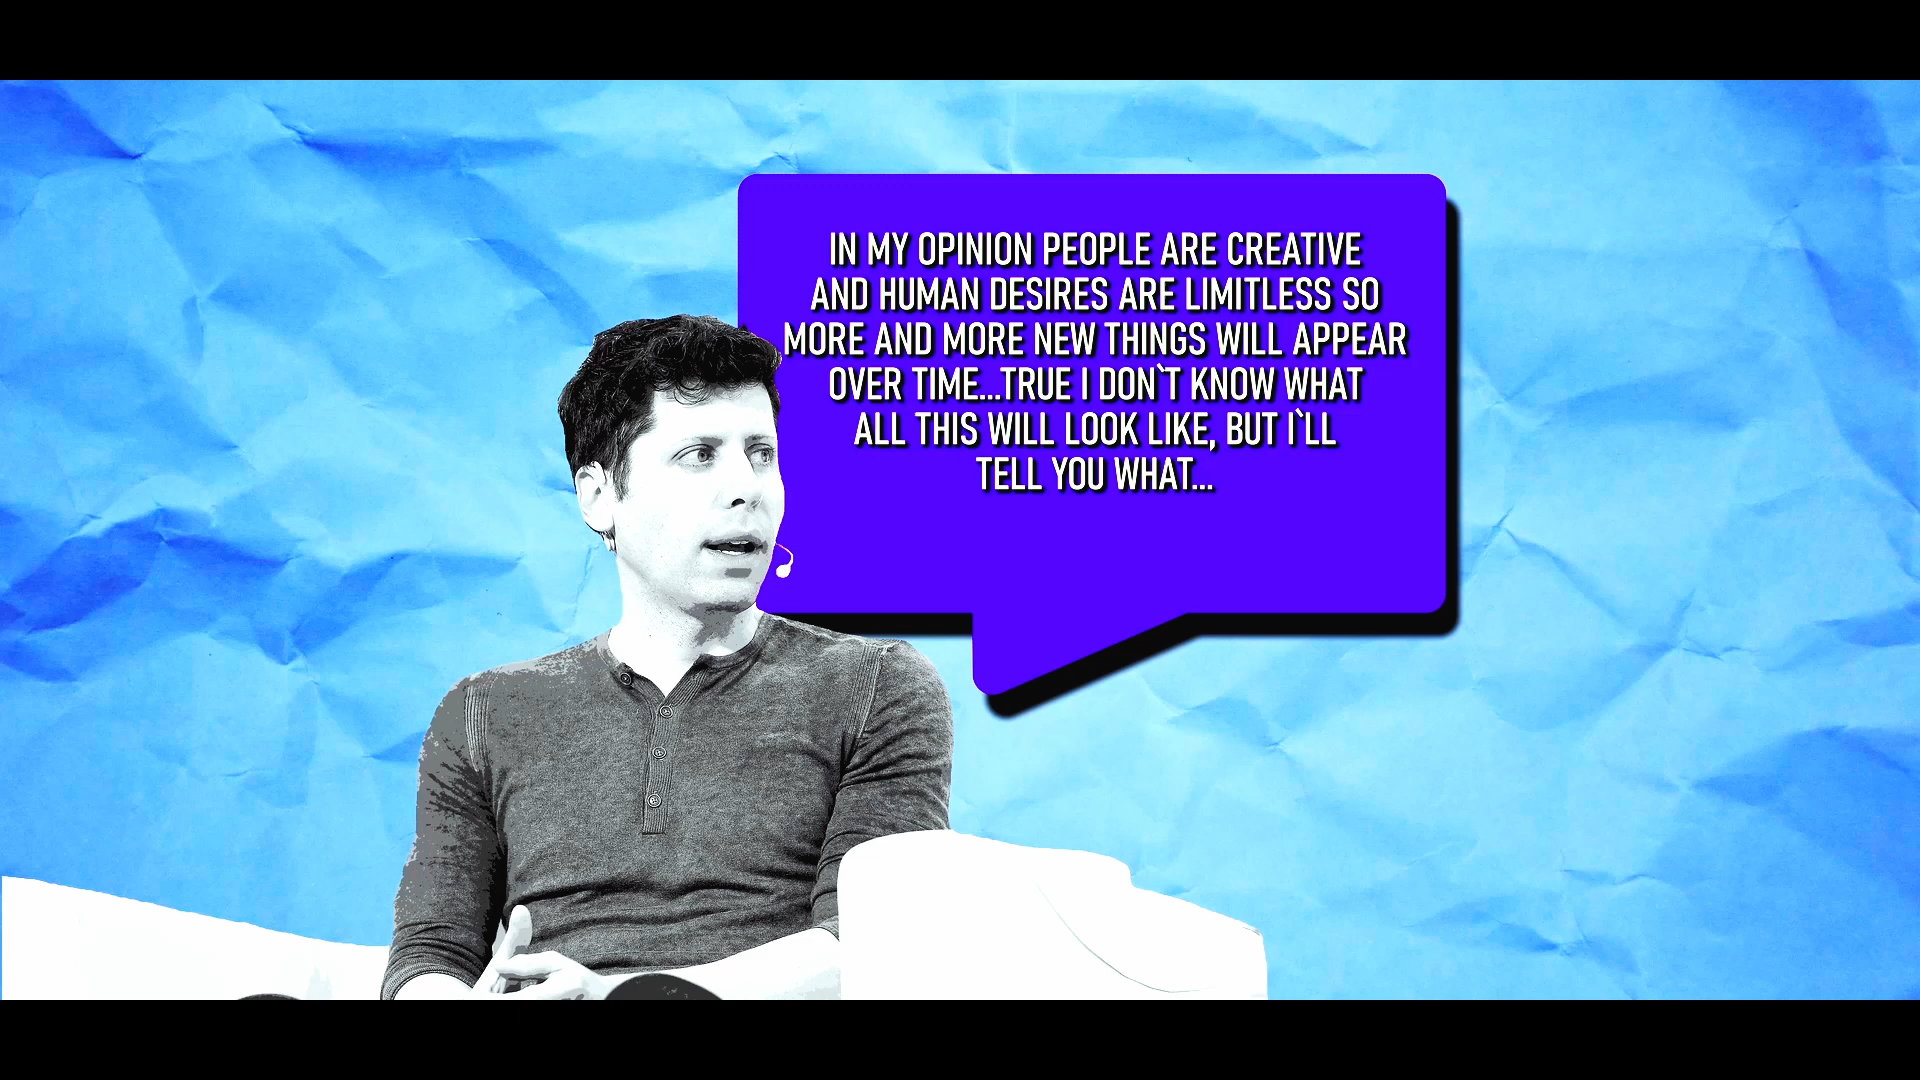 IN MY OPINION PEOPLE ARE CREATIVE
AND HUMAN DESIRES ARE LIMITLESS SO
MORE AND MORE NEW THINGS WILL APPEAR
OVER TIME...TRUE I DON`T KNOW WHAT
ALL THIS WILL LOOK LIKE, BUT I`LL
TELL YOU WHAT...